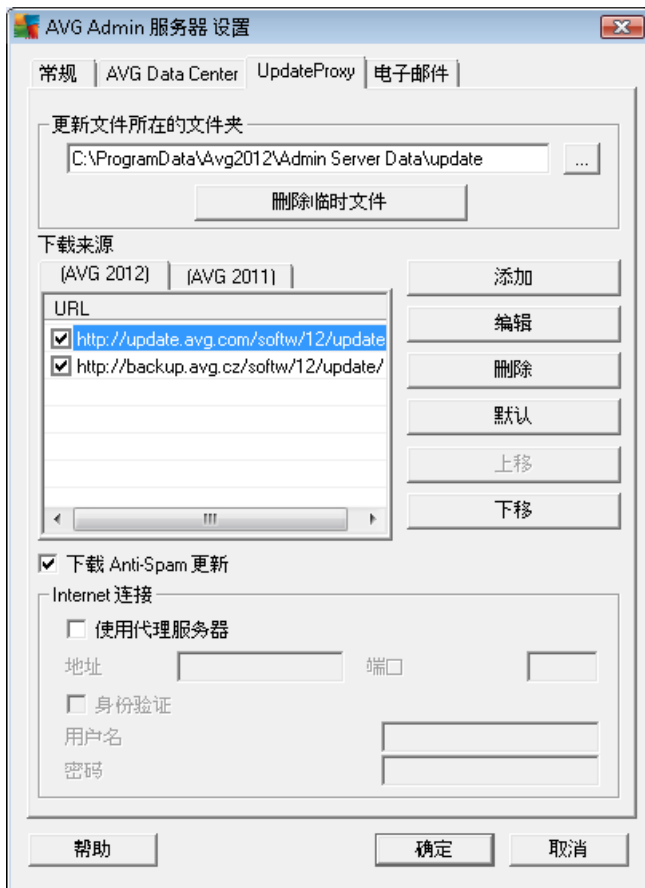 AVG Admin 服务器 设置
常规
AVG Data Center
UpdateProxy
电子邮件
更新文件所在的文件夹
C:\ProgramData\Avg2012\Admin Server Data\update
...
删除临时文件
下载来源
(AVG 2012)
(AVG 2011)
URL
http://update.avg.com/softw/12/update
http://backup.avg.cz/softw/12/update/
添加
编辑
删除
默认
上移
下移
下载 Anti-Spam 更新
Internet 连接
使用代理服务器
地址
端口
身份验证
用户名
密码
帮助
确定
取消